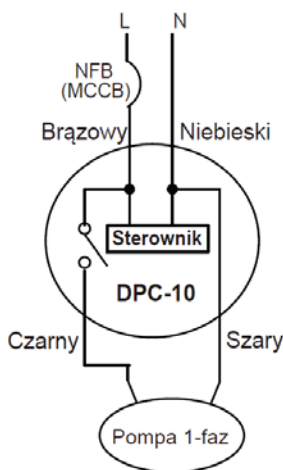 L N
NFB
(MCCB)
Brązowy Niebieski
Sterownik
DPC-10
Czarny Szary
Pompa 1-faz